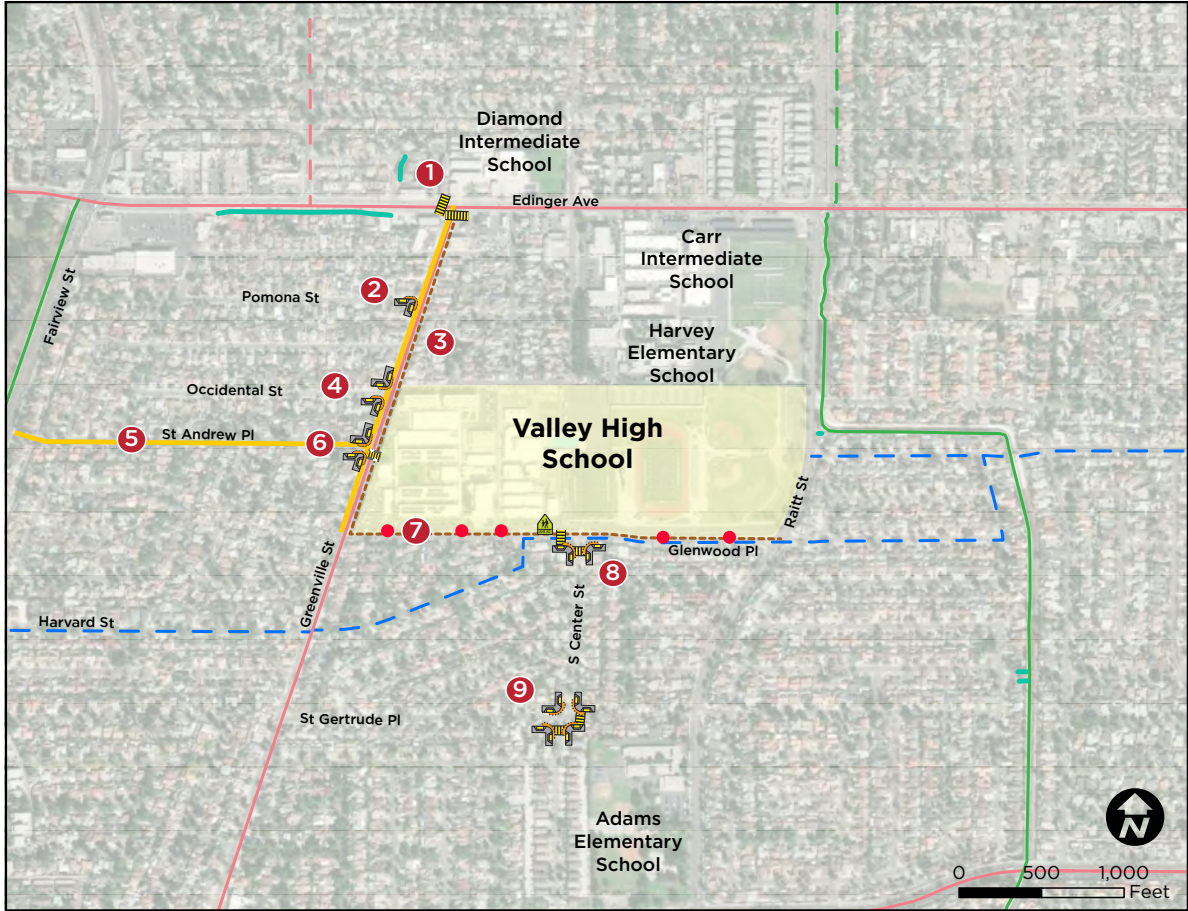 Diamond
Intermediate
School
1
Edinger Ave
Carr
Intermediate
School
Fairview St
Pomona St
2
3
Harvey
Elementary
School
Occidental St
4
5
St Andrew Pl
6
Valley High
School
Raitt St
7
Glenwood Pl
8
Greenville St
Harvard St
S Center St
9
St Gertrude Pl
Adams
Elementary
School
N
0 500 1,000
Feet